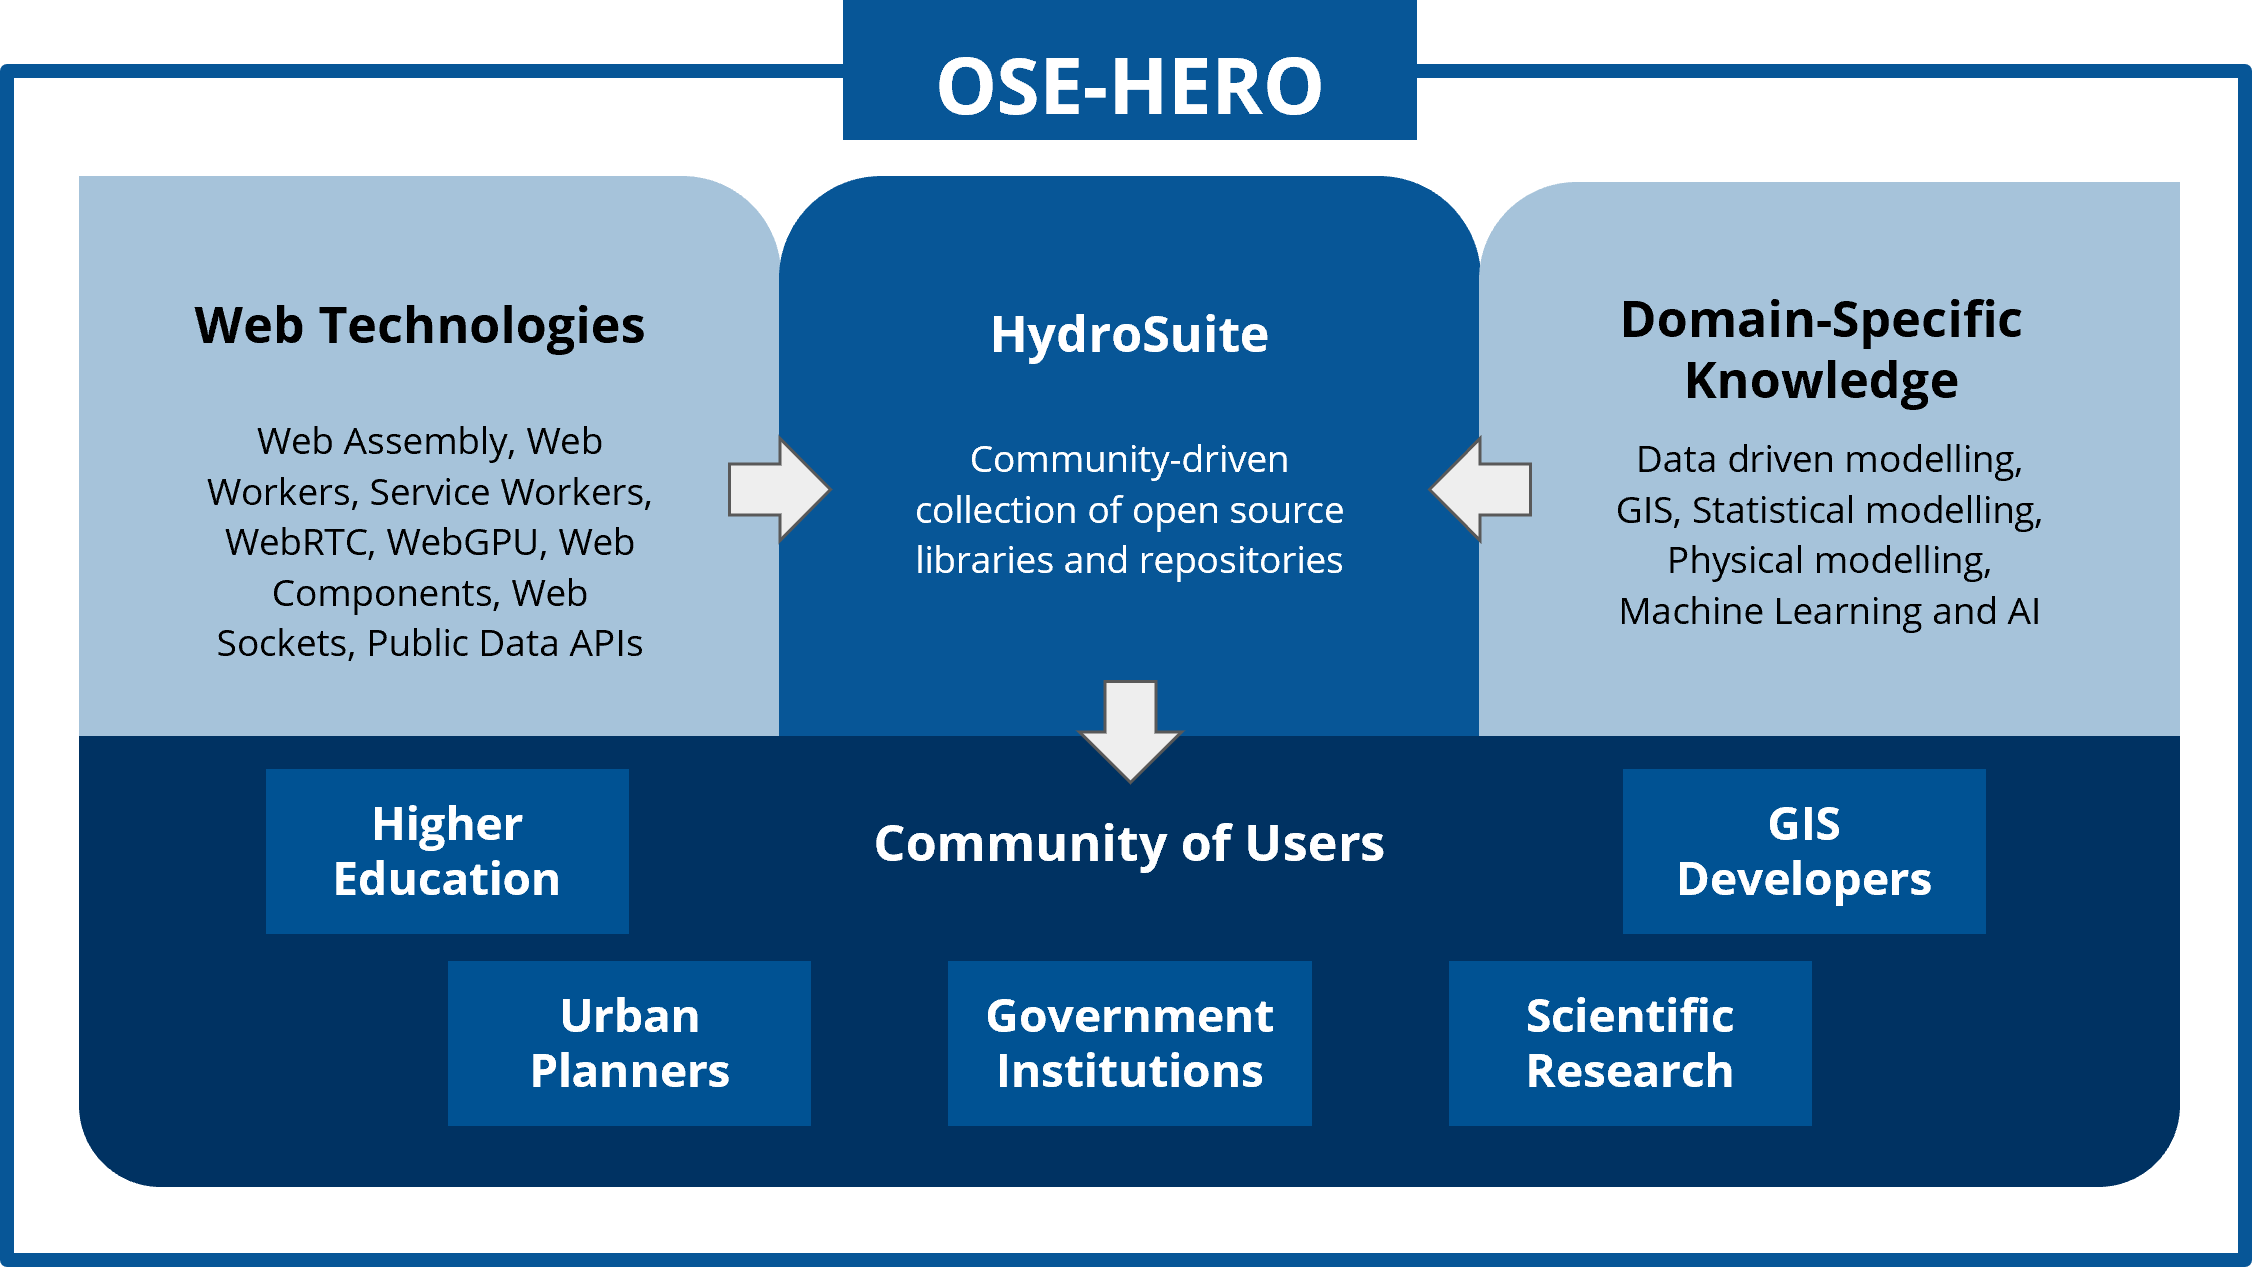 OSE-HERO
Web Technologies
Web Assembly, Web
Workers, Service Workers,
WebRTC, WebGPU, Web
Components, Web
Sockets, Public Data APIs
HydroSuite
Community-driven
collection of open source
libraries and repositories
Domain-Specific
Knowledge
Data driven modelling,
GIS, Statistical modelling,
Physical modelling,
Machine Learning and AI
Community of Users
Higher
Education
Urban
Planners
Government
Institutions
Scientific
Research
GIS
Developers